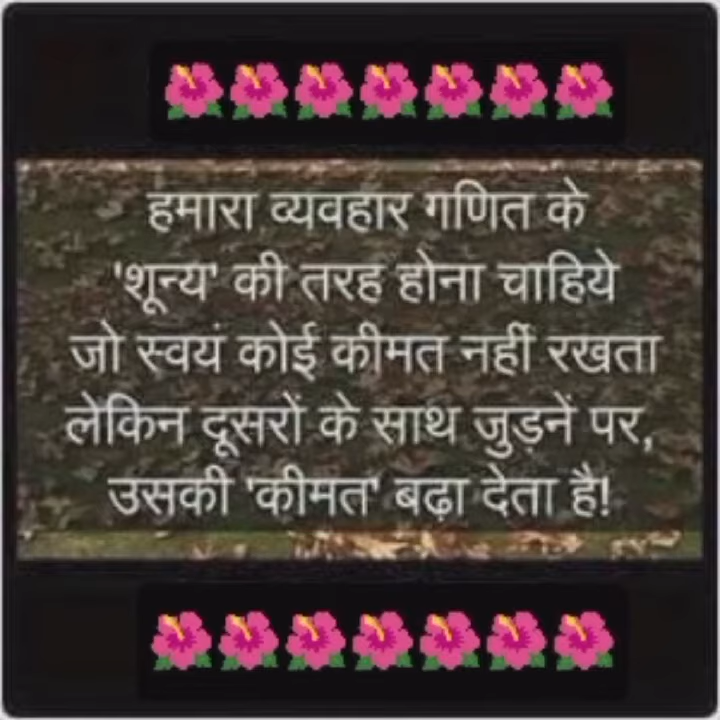 हमारा व्यवहार गणित के
'शून्य' की तरह होना चाहिये
जो स्वयं कोई कीमत नहीं रखता
लेकिन दूसरों के साथ जुड़नें पर,
उसकी 'कीमत' बढ़ा देता है!